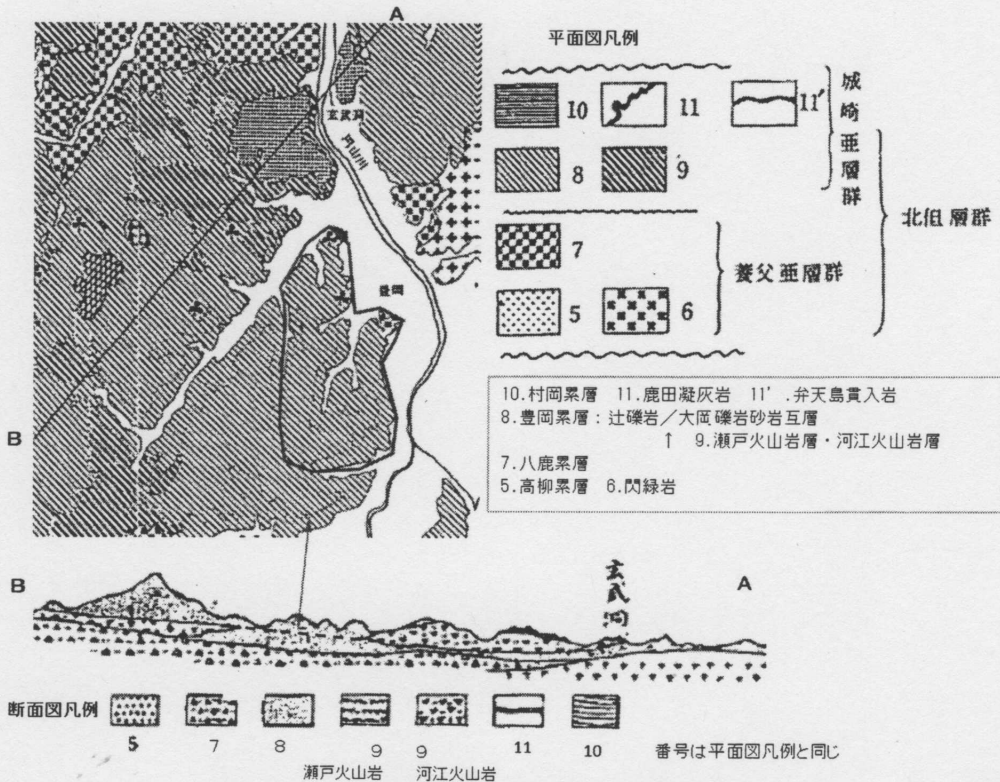 A
平面図凡例
10 11 11'
城崎亜層群
8 9
北但層群
7
養父亜層群
5 6
玄武洞
円山川
豊岡
B
10.村岡累層 11.鹿田凝灰岩 11' .弁天島貫入岩
8.豊岡累層：辻礫岩／大岡礫岩砂岩互層
↑ 9.瀬戸火山岩層・河江火山岩層
7.八鹿累層
5.高柳累層 6.閃緑岩
B
玄武洞
A
断面図凡例
5 7 8 9 9 11 10 番号は平面図凡例と同じ
瀬戸火山岩 河江火山岩